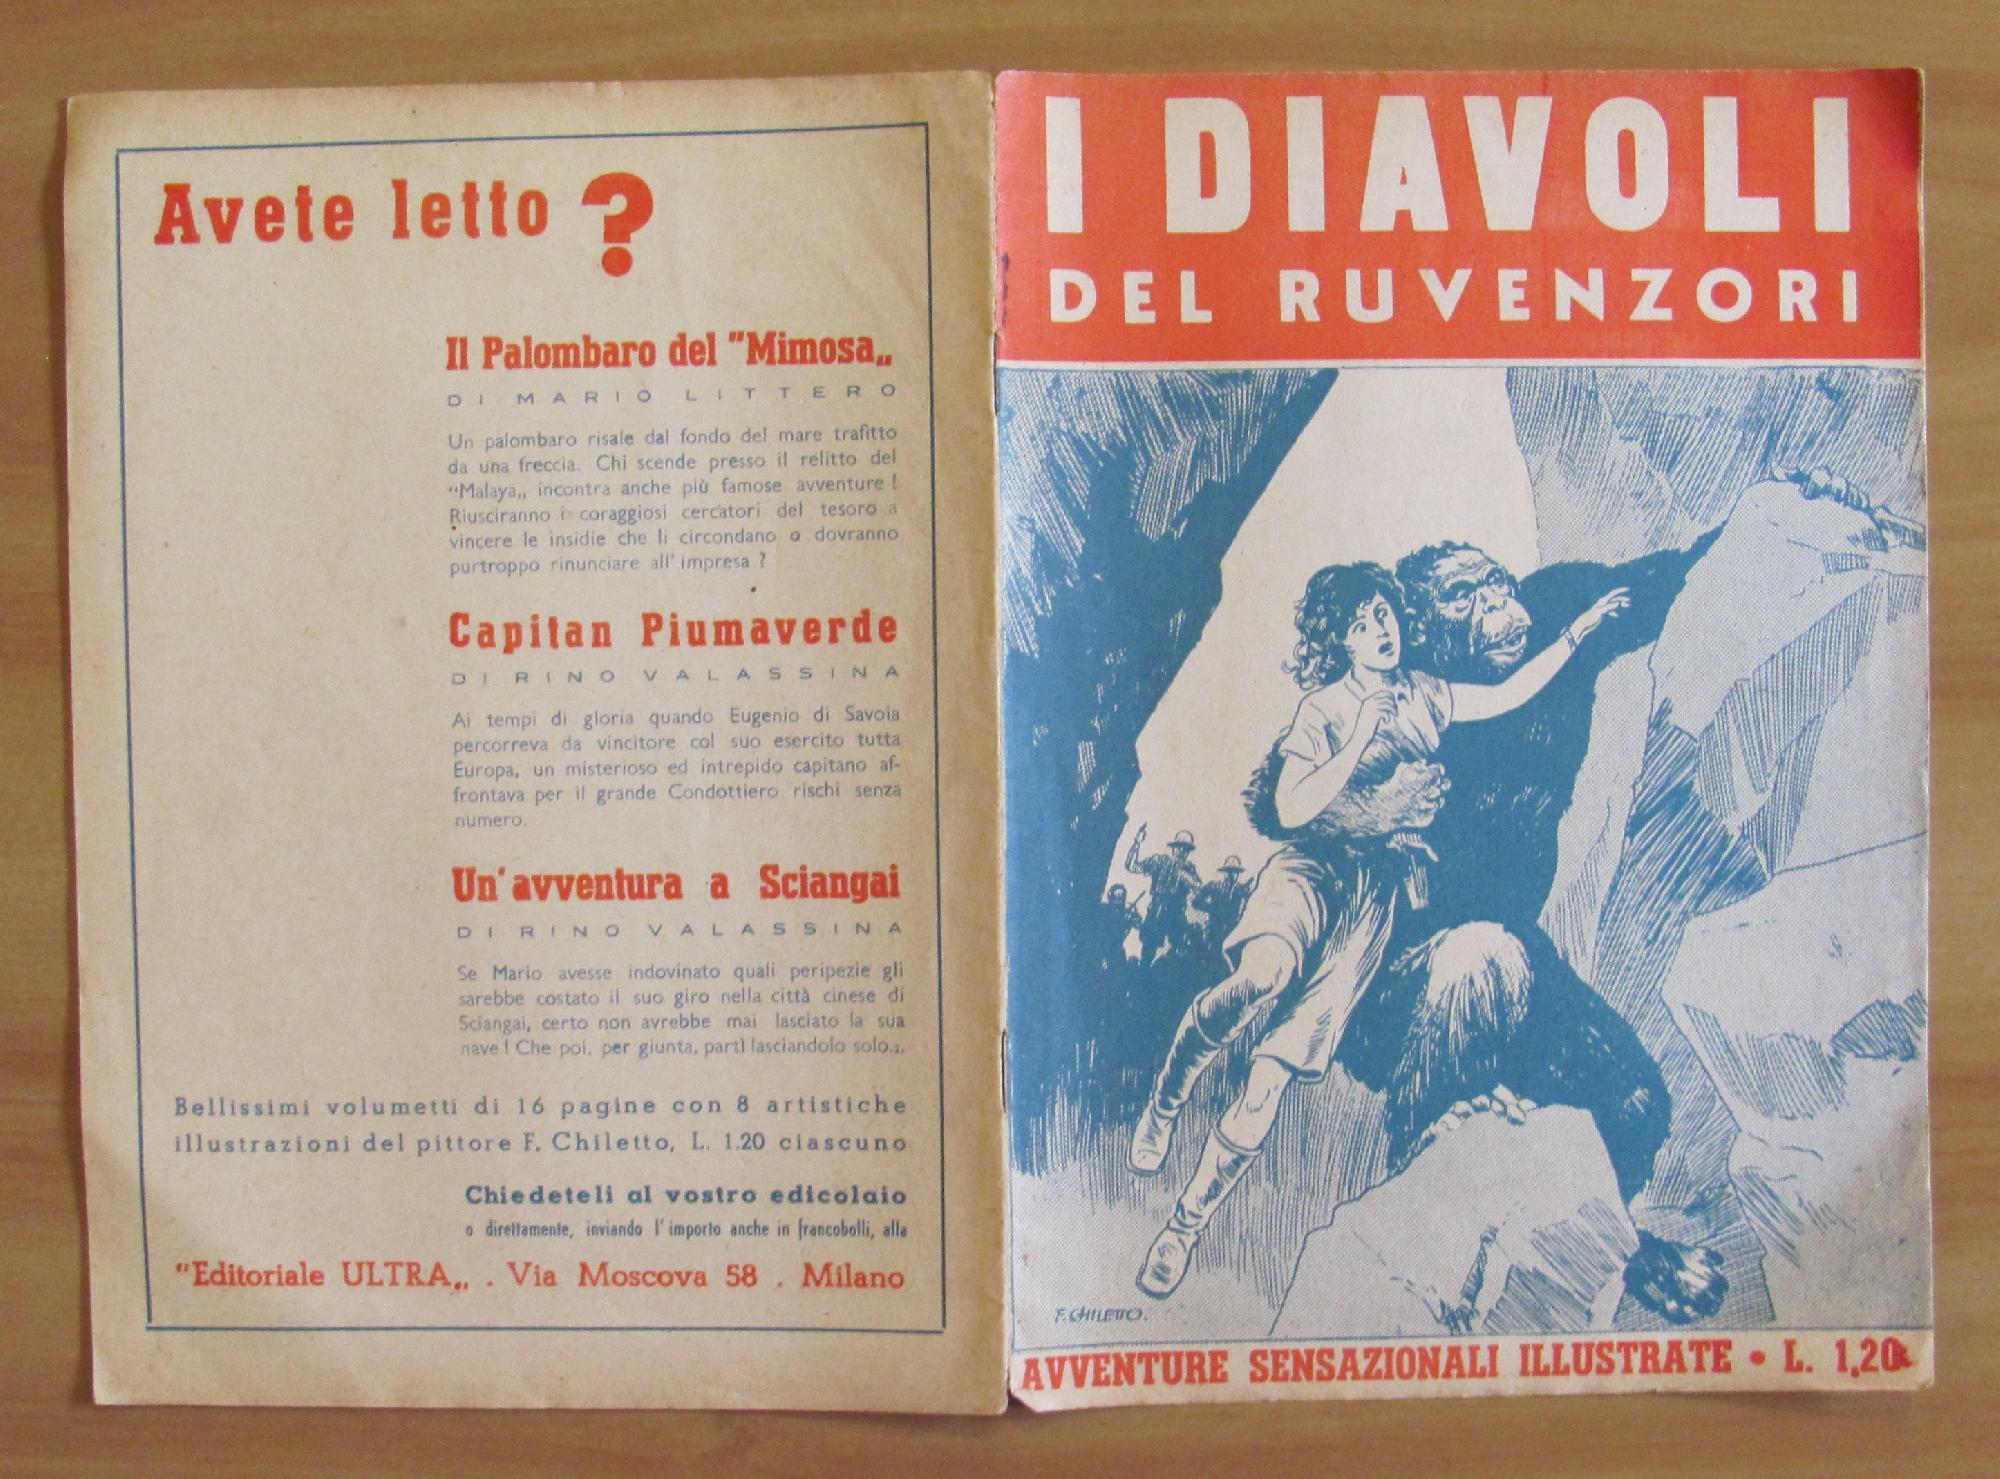 Avete letto ?
Il Palombaro del "Mimosa„
DI MARIO LITTERO
Un palombaro risale dal fondo del mare trafitto
da una freccia. Chi scende presso il relitto del
"Malaya„ incontra anche più famose avventure !
Riusciranno i coraggiosi cercatori del tesoro a
vincere le insidie che li circondano o dovranno
purtroppo rinunciare all' impresa ?
Capitan Piumaverde
DI RINO VALASSINA
Ai tempi di gloria quando Eugenio di Savoia
percorreva da vincitore col suo esercito tutta
Europa, un misterioso ed intrepido capitano af-
frontava per il grande Condottiero rischi senza
numero.
Un'avventura a Sciangai
DI RINO VALASSINA
Se Mario avesse indovinato quali peripezie gli
sarebbe costato il suo giro nella città cinese di
Sciangai, certo non avrebbe mai lasciato la sua
nave ! Che poi, per giunta, partì lasciandolo solo...
Bellissimi volumetti di 16 pagine con 8 artistiche
illustrazioni del pittore F. Chiletto, L. 1.20 ciascuno
Chiedeteli al vostro edicolaio
o direttamente, inviando l' importo anche in francobolli, alla
"Editoriale ULTRA„ . Via Moscova 58 . Milano
I DIAVOLI
DEL RUVENZORI
F. CHILETTO.
AVVENTURE SENSAZIONALI ILLUSTRATE • L. 1,20